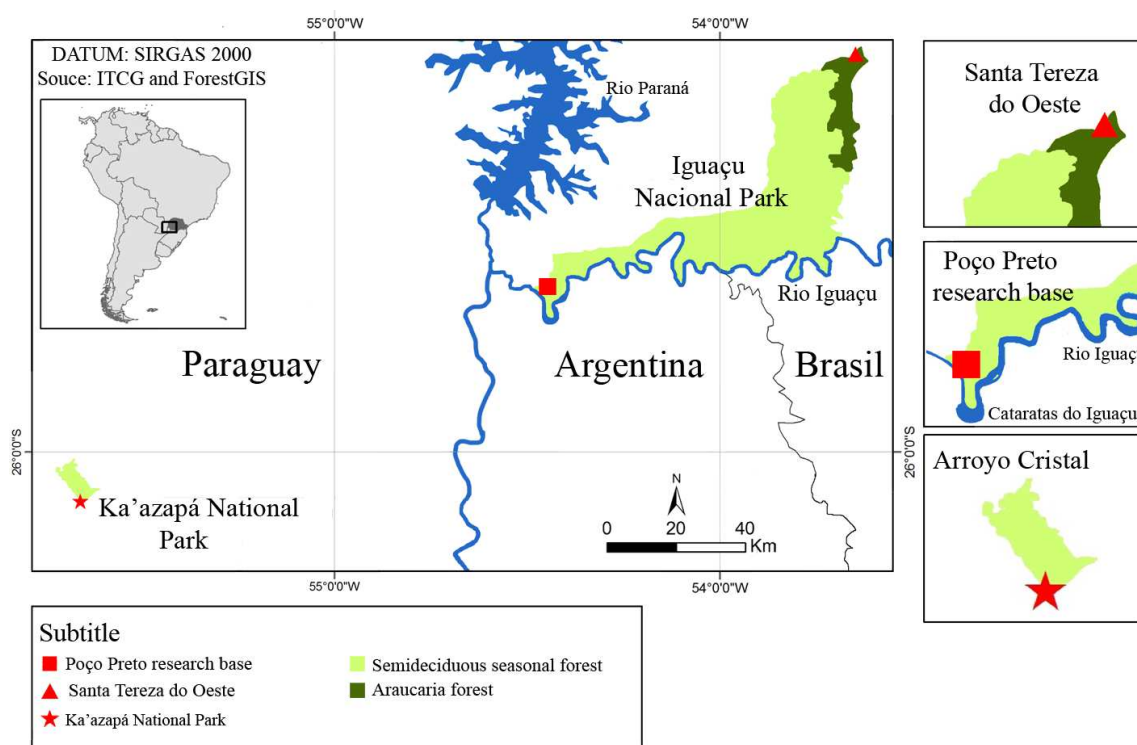 55°0'0"W
54°0'0"W
DATUM: SIRGAS 2000
Souce: ITCG and ForestGIS
Rio Paraná
Iguaçu
Nacional Park
Rio Iguaçu
Paraguay
Argentina
Brasil
26°0'0"S
26°0'0"S
Ka'azapá National
Park
N
0 20 40
Km
55°0'0"W
54°0'0"W
Santa Tereza
do Oeste
Poço Preto
research base
Rio Iguaçu
Cataratas do Iguaçu
Arroyo Cristal
Subtitle
Poço Preto research base
Santa Tereza do Oeste
Ka'azapá National Park
Semideciduous seasonal forest
Araucaria forest